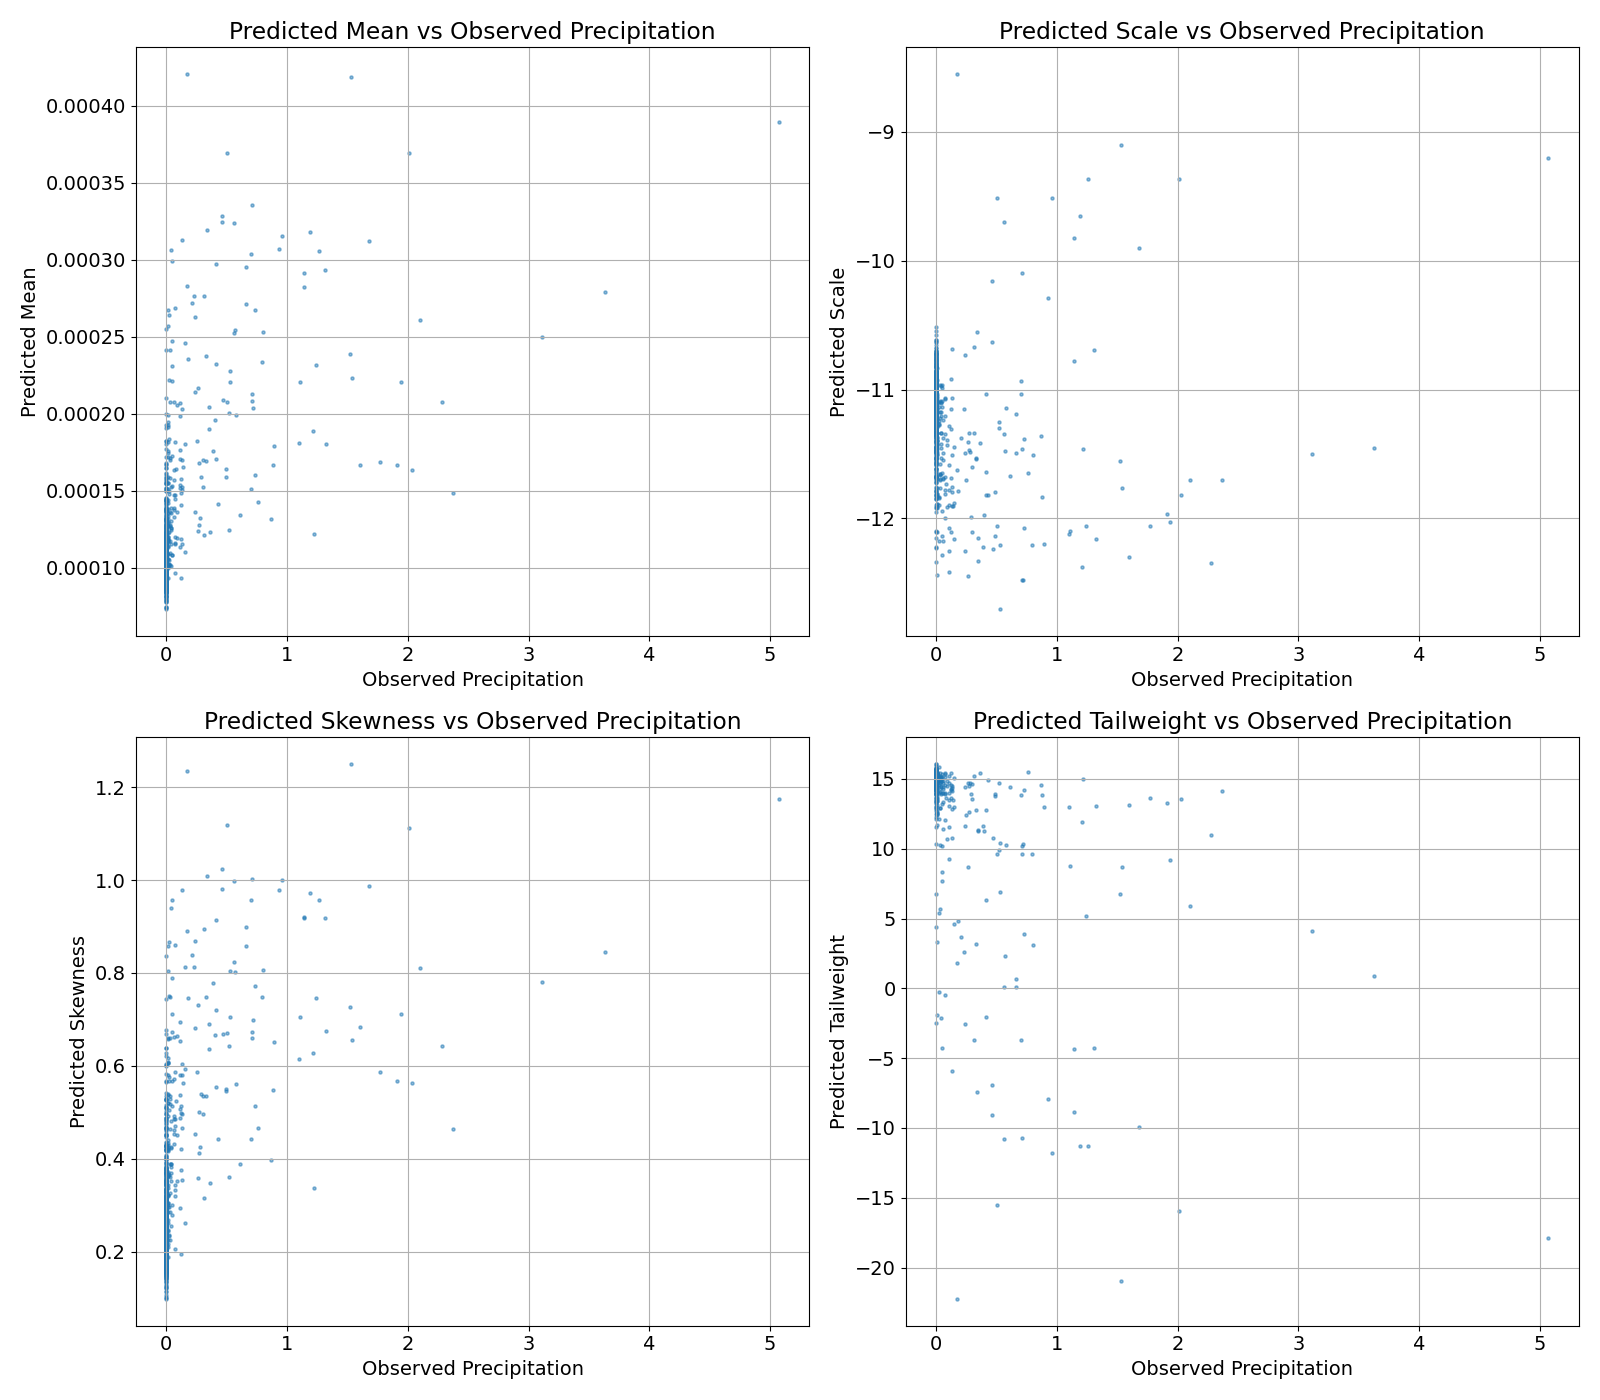 Predicted Mean vs Observed Precipitation
0.00040
0.00035
0.00030
0.00025
0.00020
0.00015
0.00010
Predicted Mean
0 1 2 3 4 5
Observed Precipitation
Predicted Scale vs Observed Precipitation
−9
−10
−11
−12
Predicted Scale
0 1 2 3 4 5
Observed Precipitation
Predicted Skewness vs Observed Precipitation
1.2
1.0
0.8
0.6
0.4
0.2
Predicted Skewness
0 1 2 3 4 5
Observed Precipitation
Predicted Tailweight vs Observed Precipitation
15
10
5
0
−5
−10
−15
−20
Predicted Tailweight
0 1 2 3 4 5
Observed Precipitation